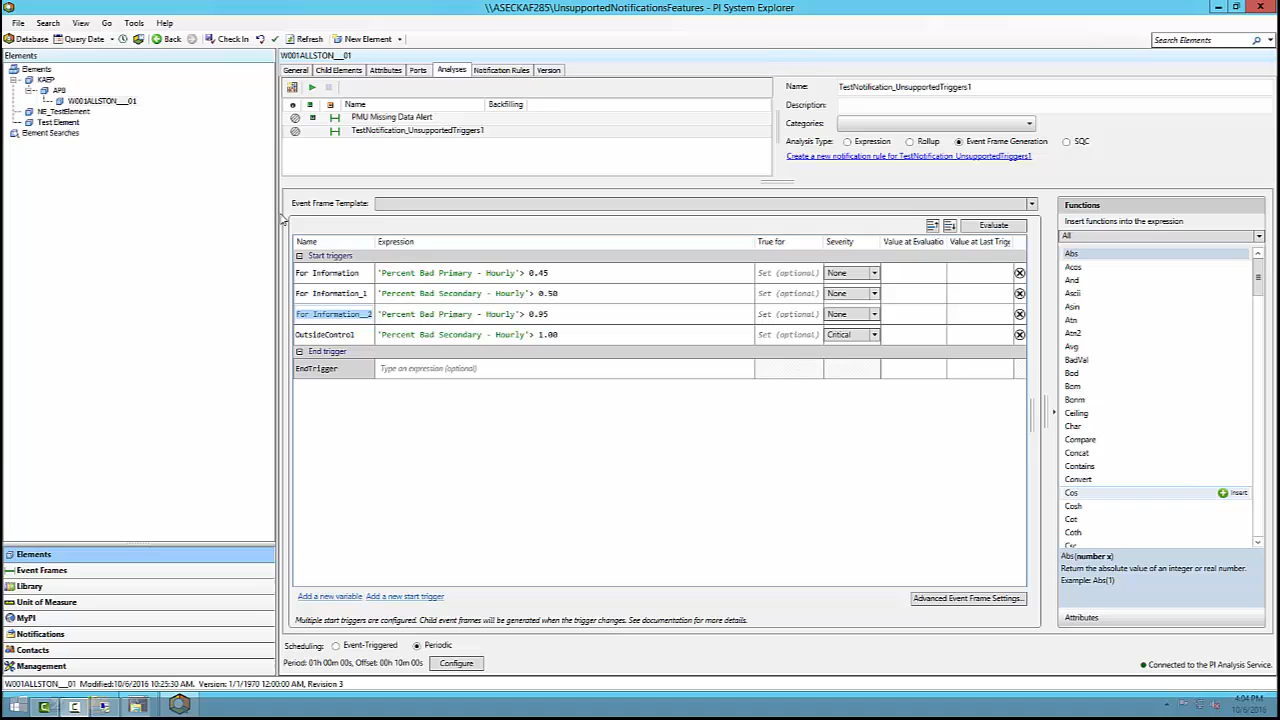 \\ASECKAF285\UnsupportedNotificationsFeatures - PI System Explorer
File Search View Go Tools Help
Database Query Date Back Check In Refresh New Element
Search Elements
Elements
Elements
KAEP
APB
W001ALLSTON___01
NE_TestElement
Test Element
Element Searches
W001ALLSTON___01
General Child Elements Attributes Ports Analyses Notification Rules Version
Name Backfilling
PMU Missing Data Alert
TestNotification_UnsupportedTriggers1
Name: TestNotification_UnsupportedTriggers1
Description:
Categories:
Analysis Type: Expression Rollup Event Frame Generation SQC
Create a new notification rule for TestNotification_UnsupportedTriggers1
Event Frame Template:
Evaluate
Name Expression True for Severity Value at Evaluatio Value at Last Trig
Start triggers
For Information 'Percent Bad Primary - Hourly'> 0.45 Set (optional) None
For Information_1 'Percent Bad Secondary - Hourly'> 0.50 Set (optional) None
For Information__2 'Percent Bad Primary - Hourly'> 0.95 Set (optional) None
OutsideControl 'Percent Bad Secondary - Hourly'> 1.00 Set (optional) Critical
End trigger
EndTrigger Type an expression (optional)
Add a new variable Add a new start trigger
Advanced Event Frame Settings...
Multiple start triggers are configured. Child event frames will be generated when the trigger changes. See documentation for more details.
Scheduling: Event-Triggered Periodic
Period: 01h 00m 00s, Offset: 00h 10m 00s Configure
Functions
Insert functions into the expression
All
Abs
Acos
And
Ascii
Asin
Atn
Atn2
Avg
BadVal
Bod
Bom
Bonm
Ceiling
Char
Compare
Concat
Contains
Convert
Cos Insert
Cosh
Cot
Coth
Csc
Abs(number x)
Return the absolute value of an integer or real number.
Example: Abs(1)
Attributes
Connected to the PI Analysis Service.
Elements
Event Frames
Library
Unit of Measure
MyPI
Notifications
Contacts
Management
W001ALLSTON___01 Modified:10/6/2016 10:25:30 AM, Version: 1/1/1970 12:00:00 AM, Revision 3
4:04 PM
10/6/2016